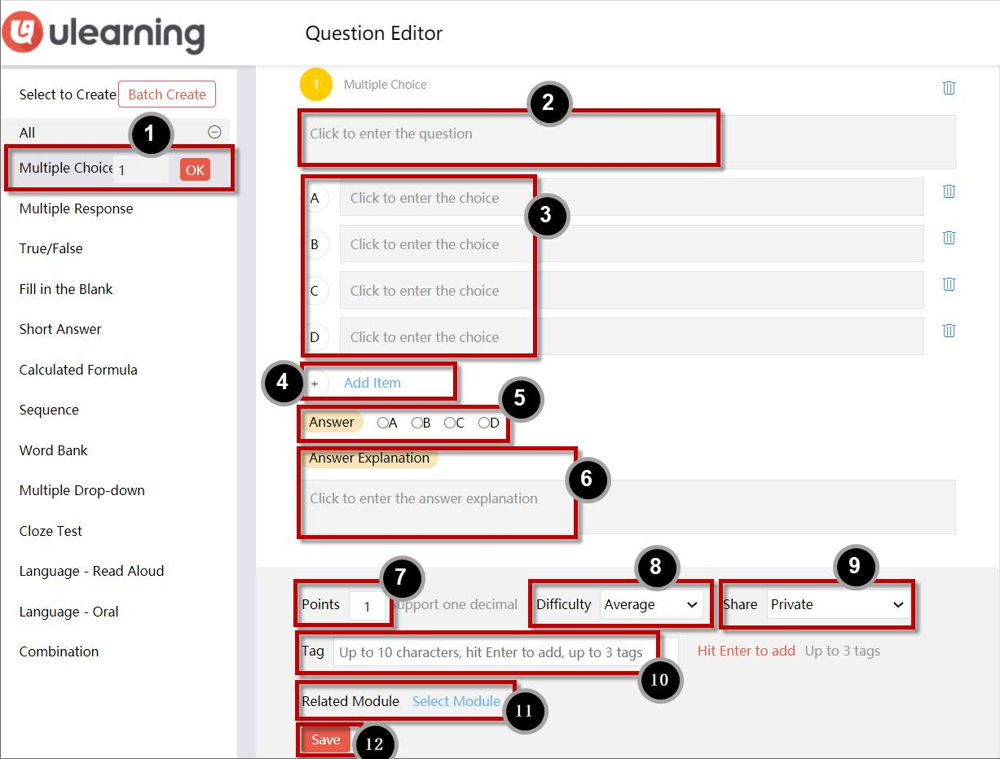 ulearning
Question Editor
Select to Create Batch Create
All
1
Multiple Choice 1 OK
Multiple Response
True/False
Fill in the Blank
Short Answer
Calculated Formula
Sequence
Word Bank
Multiple Drop-down
Cloze Test
Language - Read Aloud
Language - Oral
Combination
1 Multiple Choice
2
Click to enter the question
A Click to enter the choice
3
B Click to enter the choice
C Click to enter the choice
D Click to enter the choice
4 + Add Item
5
Answer A B C D
Answer Explanation
6
Click to enter the answer explanation
7 8 9
Points 1 Support one decimal Difficulty Average Share Private
Tag Up to 10 characters, hit Enter to add, up to 3 tags Hit Enter to add Up to 3 tags
10
Related Module Select Module
11
Save 12